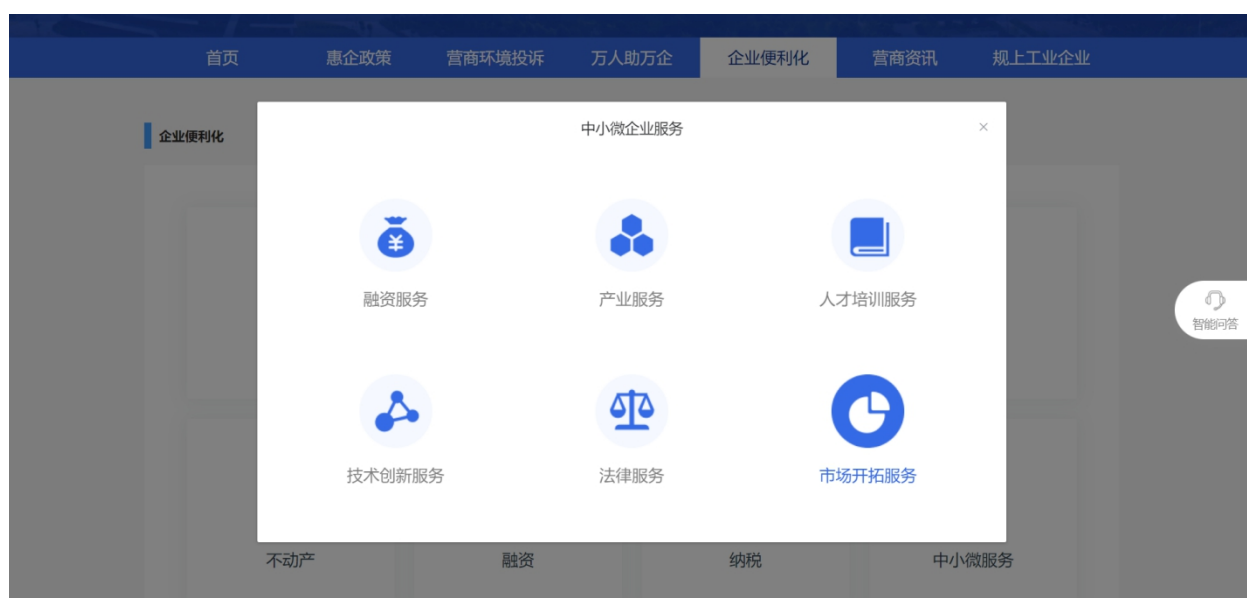 首页 惠企政策 营商环境投诉 万人助万企 企业便利化 营商资讯 规上工业企业
企业便利化
中小微企业服务 ×
¥
融资服务 产业服务 人才培训服务
智能问答
技术创新服务 法律服务 市场开拓服务
不动产 融资 纳税 中小微服务